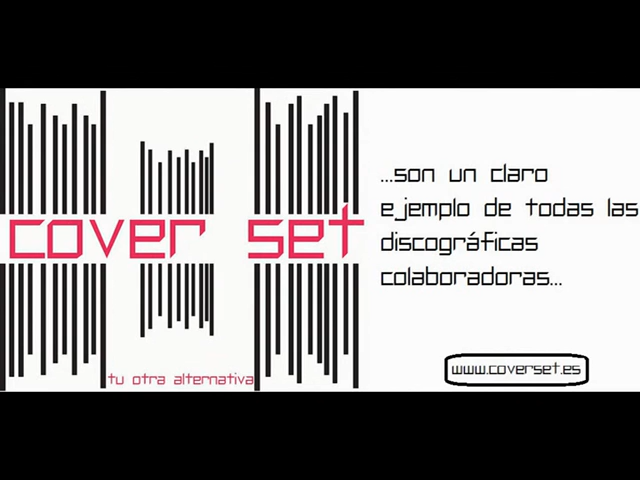 cover set
tu otra alternativa
...son un claro
ejemplo de todas las
discográficas
colaboradoras...
www.coverset.es